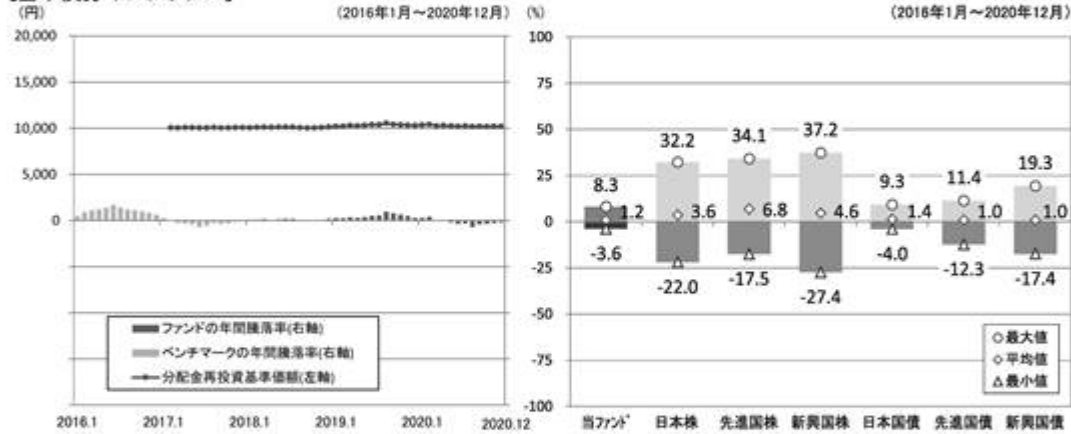 (円)
(2016年1月～2020年12月)
20,000
15,000
10,000
5,000
0
ファンドの年間騰落率(右軸)
ベンチマークの年間騰落率(右軸)
分配金再投資基準価額(左軸)
2016.1 2017.1 2018.1 2019.1 2020.1 2020.12
(%)
(2016年1月～2020年12月)
100
75
50
25
0
-25
-50
-75
-100
8.3 32.2 34.1 37.2 9.3 11.4 19.3
1.2 3.6 6.8 4.6 1.4 1.0 1.0
-3.6 -22.0 -17.5 -27.4 -4.0 -12.3 -17.4
最大値
平均値
最小値
当ファンド 日本株 先進国株 新興国株 日本国債 先進国債 新興国債